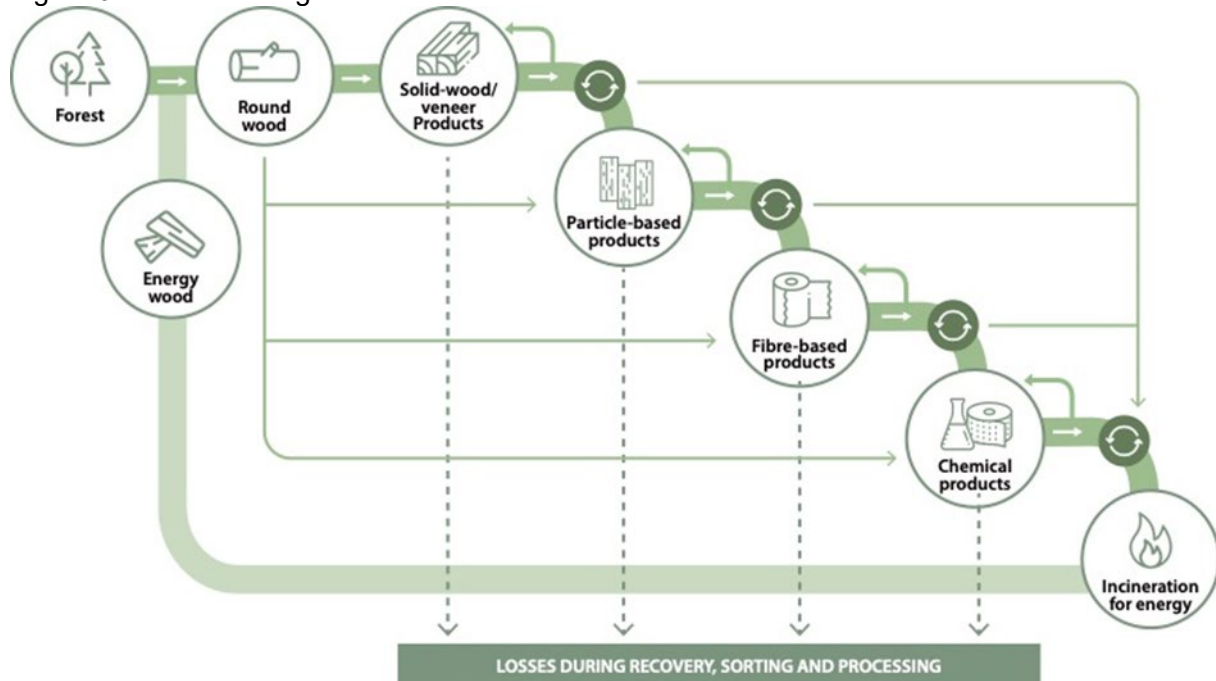 Forest
Round
wood
Solid-wood/
veneer
Products
Particle-based
products
Energy
wood
Fibre-based
products
Chemical
products
Incineration
for energy
LOSSES DURING RECOVERY, SORTING AND PROCESSING